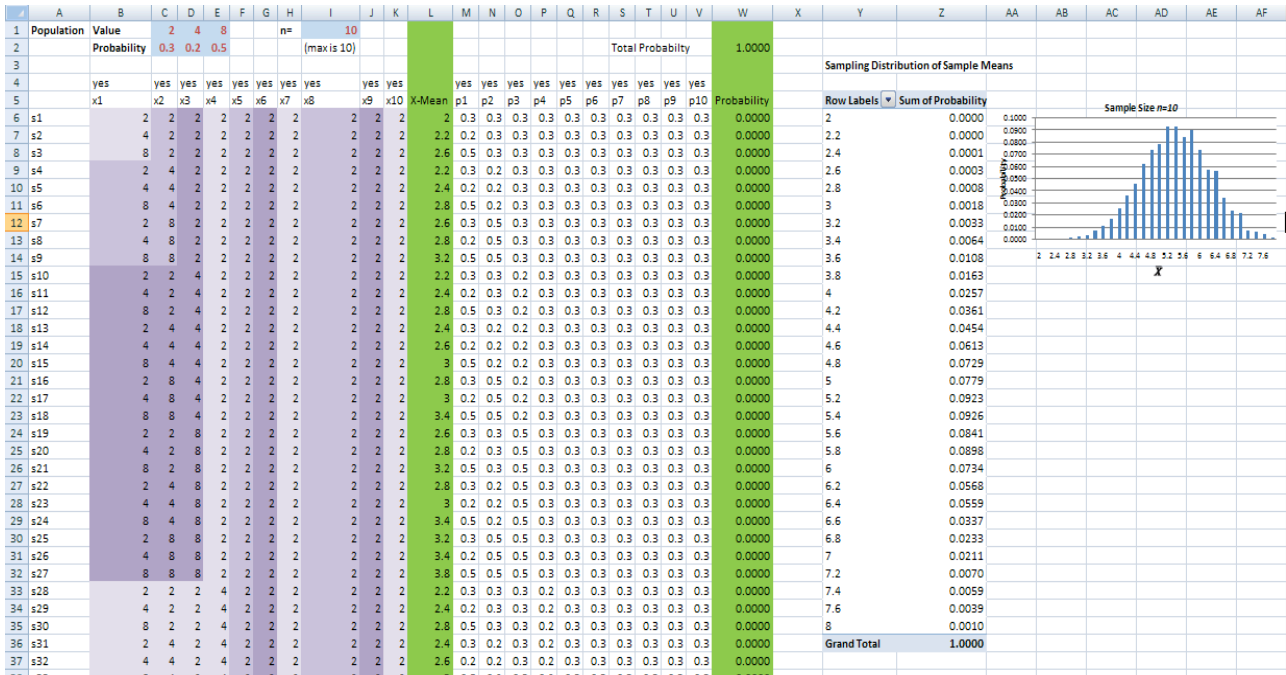 A B C D E F G H I J K L M N O P Q R S T U V W X Y Z AA AB AC AD AE AF
1 Population Value 2 4 8 n= 10
2 Probability 0.3 0.2 0.5 (max is 10) Total Probabilty 1.0000
3 Sampling Distribution of Sample Means
4 yes yes yes yes yes yes yes yes yes yes yes yes yes yes yes yes yes yes yes yes
5 x1 x2 x3 x4 x5 x6 x7 x8 x9 x10 X-Mean p1 p2 p3 p4 p5 p6 p7 p8 p9 p10 Probability Row Labels Sum of Probability
6 s1 2 2 2 2 2 2 2 2 2 2 2 0.3 0.3 0.3 0.3 0.3 0.3 0.3 0.3 0.3 0.3 0.0000 2 0.0000
7 s2 4 2 2 2 2 2 2 2 2 2 2.2 0.2 0.3 0.3 0.3 0.3 0.3 0.3 0.3 0.3 0.3 0.0000 2.2 0.0000
8 s3 8 2 2 2 2 2 2 2 2 2 2.6 0.5 0.3 0.3 0.3 0.3 0.3 0.3 0.3 0.3 0.3 0.0000 2.4 0.0001
9 s4 2 4 2 2 2 2 2 2 2 2 2.2 0.3 0.2 0.3 0.3 0.3 0.3 0.3 0.3 0.3 0.3 0.0000 2.6 0.0003
10 s5 4 4 2 2 2 2 2 2 2 2 2.4 0.2 0.2 0.3 0.3 0.3 0.3 0.3 0.3 0.3 0.3 0.0000 2.8 0.0008
11 s6 8 4 2 2 2 2 2 2 2 2 2.8 0.5 0.2 0.3 0.3 0.3 0.3 0.3 0.3 0.3 0.3 0.0000 3 0.0018
12 s7 2 8 2 2 2 2 2 2 2 2 2.6 0.3 0.5 0.3 0.3 0.3 0.3 0.3 0.3 0.3 0.3 0.0000 3.2 0.0033
13 s8 4 8 2 2 2 2 2 2 2 2 2.8 0.2 0.5 0.3 0.3 0.3 0.3 0.3 0.3 0.3 0.3 0.0000 3.4 0.0064
14 s9 8 8 2 2 2 2 2 2 2 2 3.2 0.5 0.5 0.3 0.3 0.3 0.3 0.3 0.3 0.3 0.3 0.0000 3.6 0.0108
15 s10 2 2 4 2 2 2 2 2 2 2 2.2 0.3 0.3 0.2 0.3 0.3 0.3 0.3 0.3 0.3 0.3 0.0000 3.8 0.0163
16 s11 4 2 4 2 2 2 2 2 2 2 2.4 0.2 0.3 0.2 0.3 0.3 0.3 0.3 0.3 0.3 0.3 0.0000 4 0.0257
17 s12 8 2 4 2 2 2 2 2 2 2 2.8 0.5 0.3 0.2 0.3 0.3 0.3 0.3 0.3 0.3 0.3 0.0000 4.2 0.0361
18 s13 2 4 4 2 2 2 2 2 2 2 2.4 0.3 0.2 0.2 0.3 0.3 0.3 0.3 0.3 0.3 0.3 0.0000 4.4 0.0454
19 s14 4 4 4 2 2 2 2 2 2 2 2.6 0.2 0.2 0.2 0.3 0.3 0.3 0.3 0.3 0.3 0.3 0.0000 4.6 0.0613
20 s15 8 4 4 2 2 2 2 2 2 2 3 0.5 0.2 0.2 0.3 0.3 0.3 0.3 0.3 0.3 0.3 0.0000 4.8 0.0729
21 s16 2 8 4 2 2 2 2 2 2 2 2.8 0.3 0.5 0.2 0.3 0.3 0.3 0.3 0.3 0.3 0.3 0.0000 5 0.0779
22 s17 4 8 4 2 2 2 2 2 2 2 3 0.2 0.5 0.2 0.3 0.3 0.3 0.3 0.3 0.3 0.3 0.0000 5.2 0.0923
23 s18 8 8 4 2 2 2 2 2 2 2 3.4 0.5 0.5 0.2 0.3 0.3 0.3 0.3 0.3 0.3 0.3 0.0000 5.4 0.0926
24 s19 2 2 8 2 2 2 2 2 2 2 2.6 0.3 0.3 0.5 0.3 0.3 0.3 0.3 0.3 0.3 0.3 0.0000 5.6 0.0841
25 s20 4 2 8 2 2 2 2 2 2 2 2.8 0.2 0.3 0.5 0.3 0.3 0.3 0.3 0.3 0.3 0.3 0.0000 5.8 0.0898
26 s21 8 2 8 2 2 2 2 2 2 2 3.2 0.5 0.3 0.5 0.3 0.3 0.3 0.3 0.3 0.3 0.3 0.0000 6 0.0734
27 s22 2 4 8 2 2 2 2 2 2 2 2.8 0.3 0.2 0.5 0.3 0.3 0.3 0.3 0.3 0.3 0.3 0.0000 6.2 0.0568
28 s23 4 4 8 2 2 2 2 2 2 2 3 0.2 0.2 0.5 0.3 0.3 0.3 0.3 0.3 0.3 0.3 0.0000 6.4 0.0559
29 s24 8 4 8 2 2 2 2 2 2 2 3.4 0.5 0.2 0.5 0.3 0.3 0.3 0.3 0.3 0.3 0.3 0.0000 6.6 0.0337
30 s25 2 8 8 2 2 2 2 2 2 2 3.2 0.3 0.5 0.5 0.3 0.3 0.3 0.3 0.3 0.3 0.3 0.0000 6.8 0.0233
31 s26 4 8 8 2 2 2 2 2 2 2 3.4 0.2 0.5 0.5 0.3 0.3 0.3 0.3 0.3 0.3 0.3 0.0000 7 0.0211
32 s27 8 8 8 2 2 2 2 2 2 2 3.8 0.5 0.5 0.5 0.3 0.3 0.3 0.3 0.3 0.3 0.3 0.0000 7.2 0.0070
33 s28 2 2 2 4 2 2 2 2 2 2 2.2 0.3 0.3 0.3 0.2 0.3 0.3 0.3 0.3 0.3 0.3 0.0000 7.4 0.0059
34 s29 4 2 2 4 2 2 2 2 2 2 2.4 0.2 0.3 0.3 0.2 0.3 0.3 0.3 0.3 0.3 0.3 0.0000 7.6 0.0039
35 s30 8 2 2 4 2 2 2 2 2 2 2.8 0.5 0.3 0.3 0.2 0.3 0.3 0.3 0.3 0.3 0.3 0.0000 8 0.0010
36 s31 2 4 2 4 2 2 2 2 2 2 2.4 0.3 0.2 0.3 0.2 0.3 0.3 0.3 0.3 0.3 0.3 0.0000 Grand Total 1.0000
37 s32 4 4 2 4 2 2 2 2 2 2 2.6 0.2 0.2 0.3 0.2 0.3 0.3 0.3 0.3 0.3 0.3 0.0000
Sample Size n=10
Probability
0.1000
0.0900
0.0800
0.0700
0.0600
0.0500
0.0400
0.0300
0.0200
0.0100
0.0000
2 2.4 2.8 3.2 3.6 4 4.4 4.8 5.2 5.6 6 6.4 6.8 7.2 7.6
X